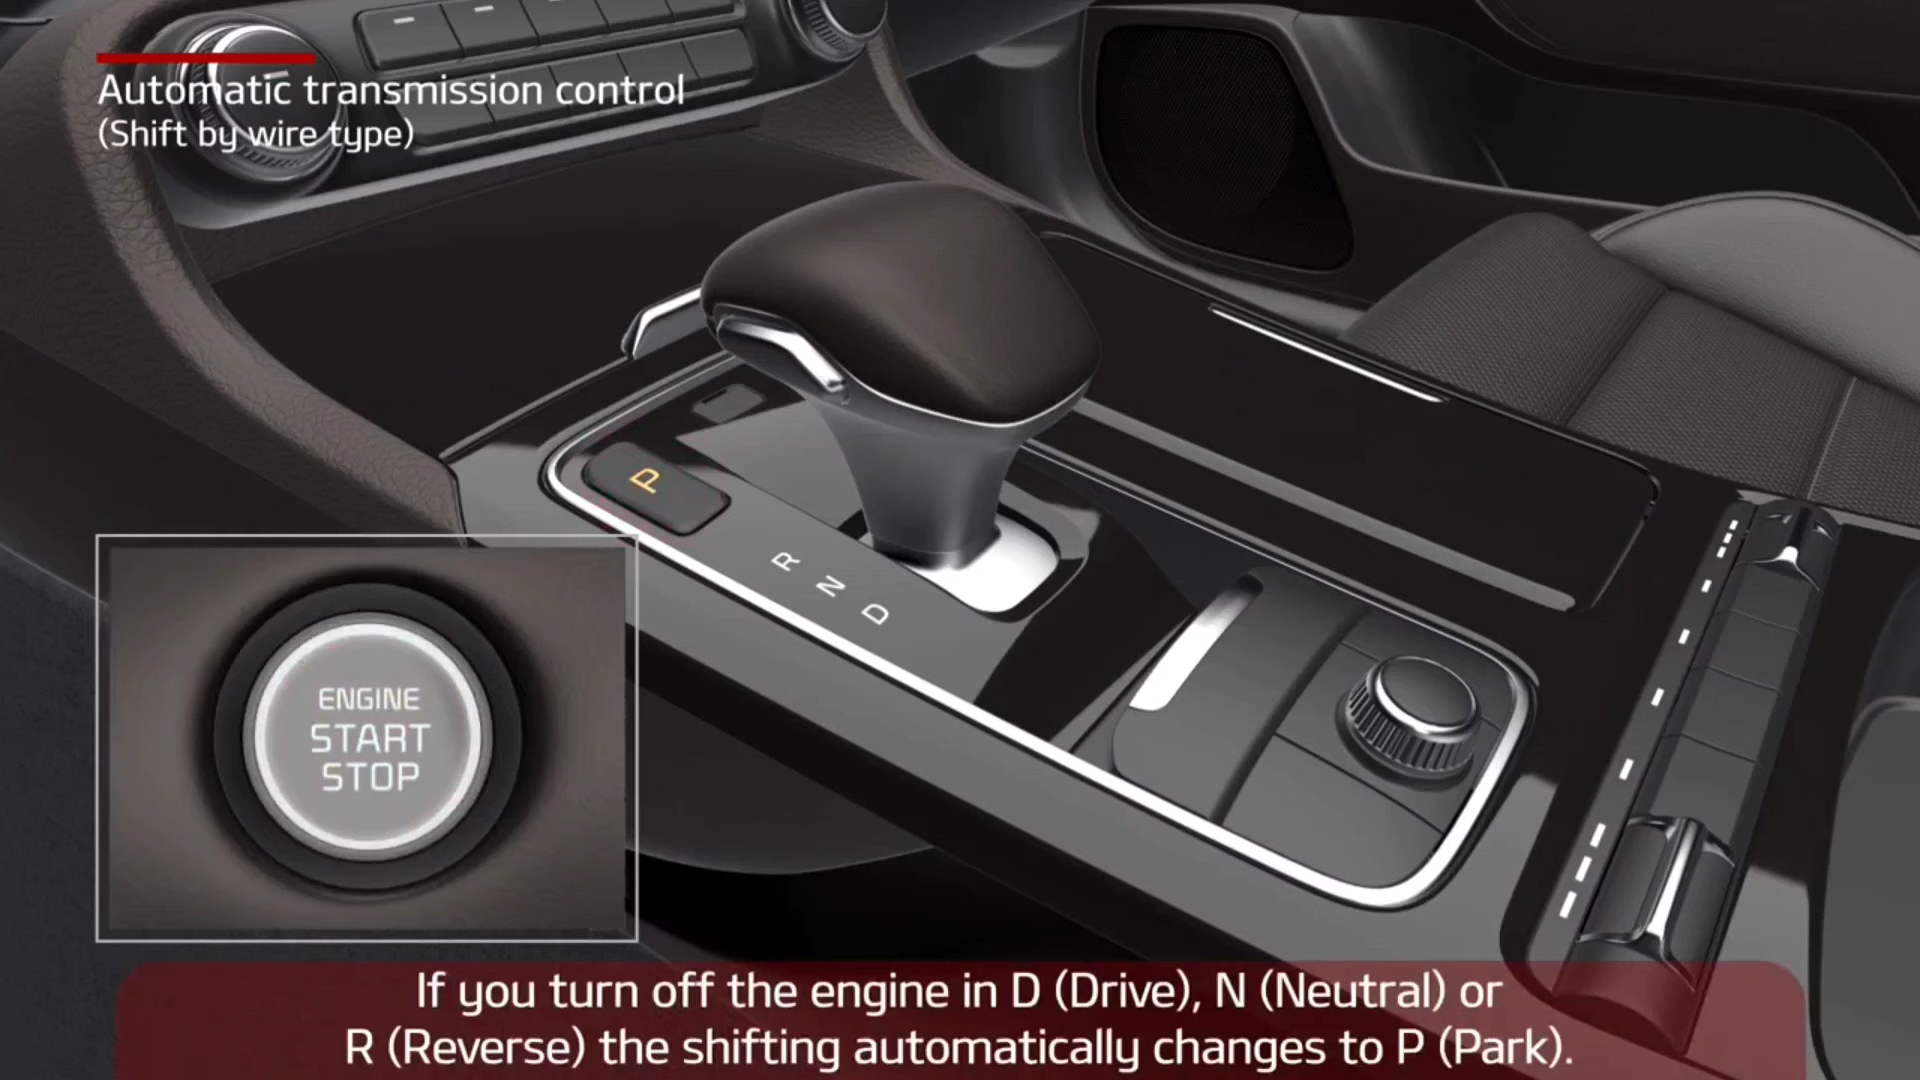 Automatic transmission control
(Shift by wire type)
P
R
N
D
ENGINE
START
STOP
If you turn off the engine in D (Drive), N (Neutral) or
R (Reverse) the shifting automatically changes to P (Park).